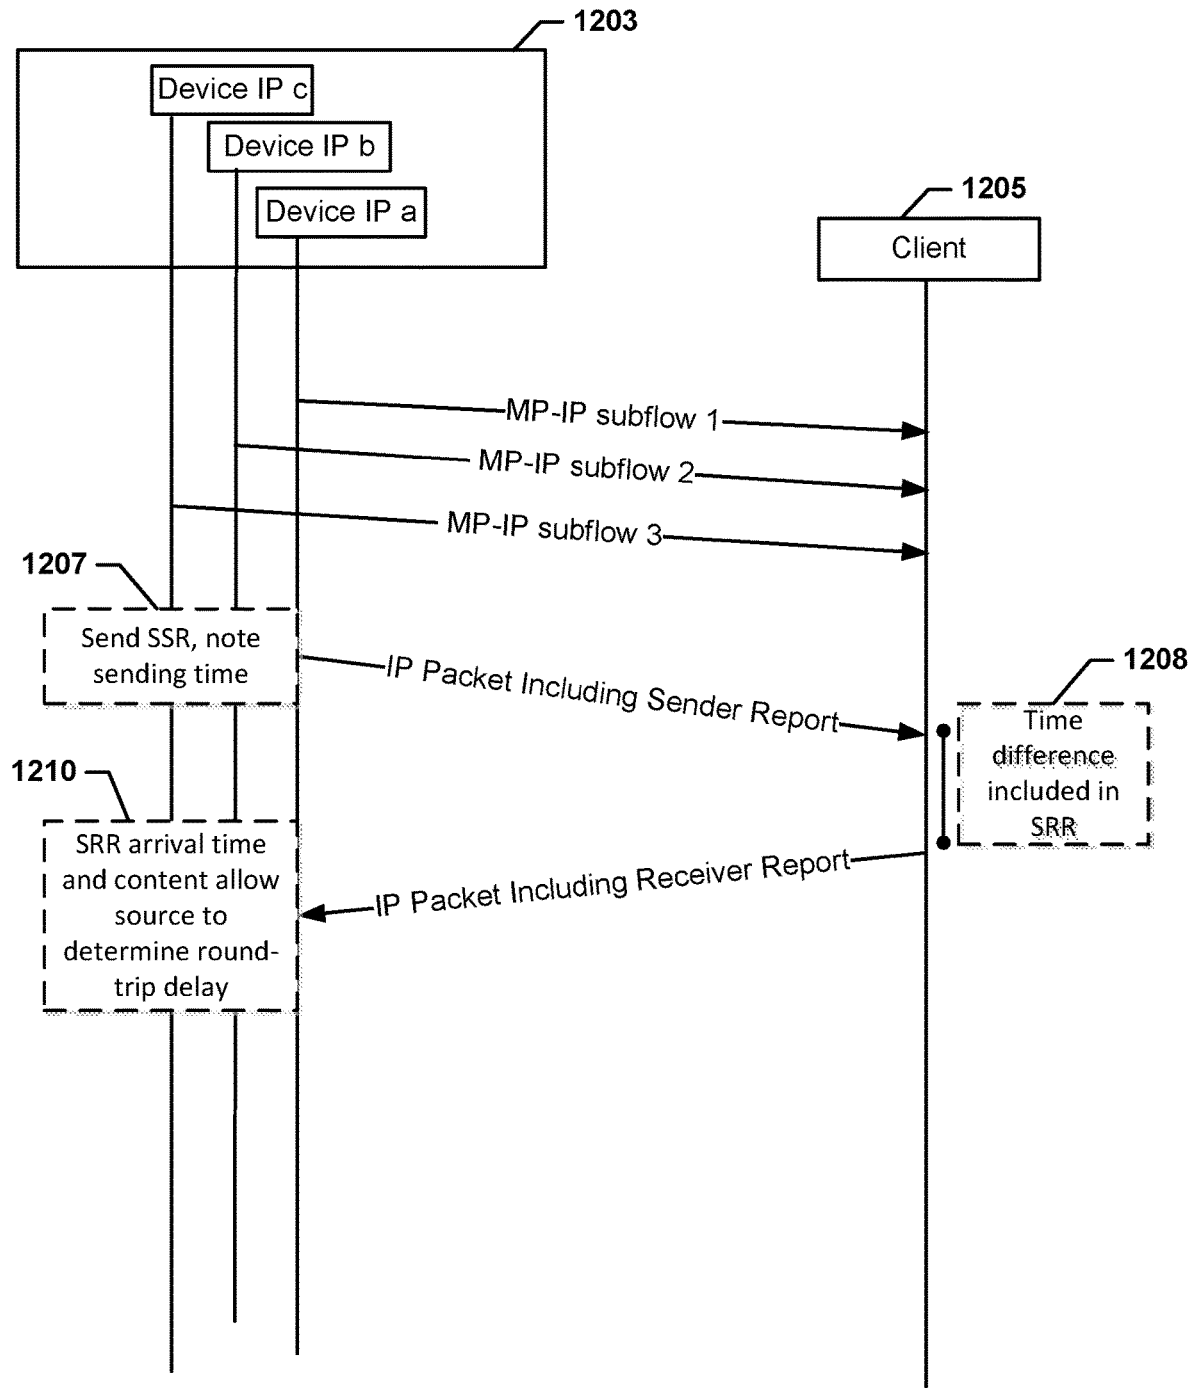 1203
Device IP c
Device IP b
Device IP a
1205
Client
MP-IP subflow 1
MP-IP subflow 2
MP-IP subflow 3
1207
Send SSR, note
sending time
IP Packet Including Sender Report
1208
Time
difference
included in
SRR
1210
SRR arrival time
and content allow
source to
determine round-
trip delay
IP Packet Including Receiver Report